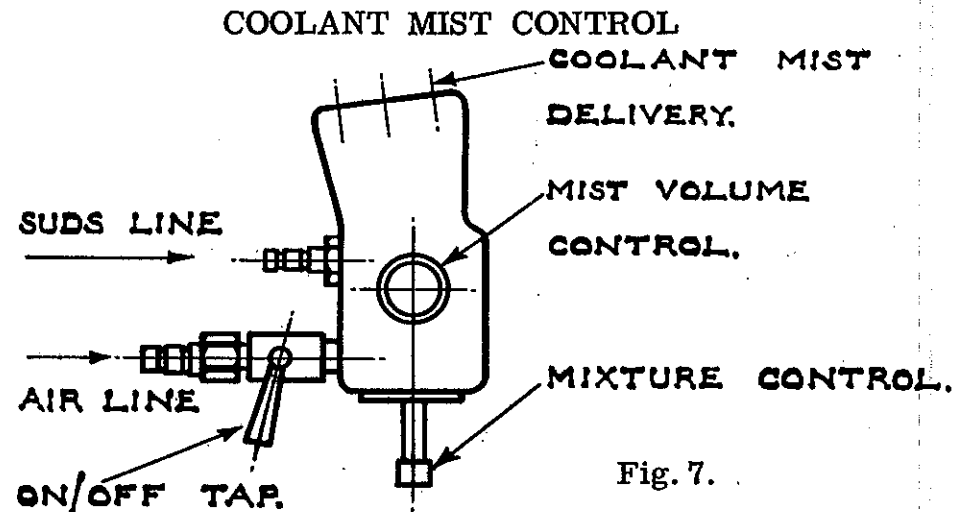 COOLANT MIST CONTROL
COOLANT MIST
DELIVERY.
MIST VOLUME
CONTROL.
SUDS LINE
AIR LINE
MIXTURE CONTROL.
ON/OFF TAP.
Fig. 7.